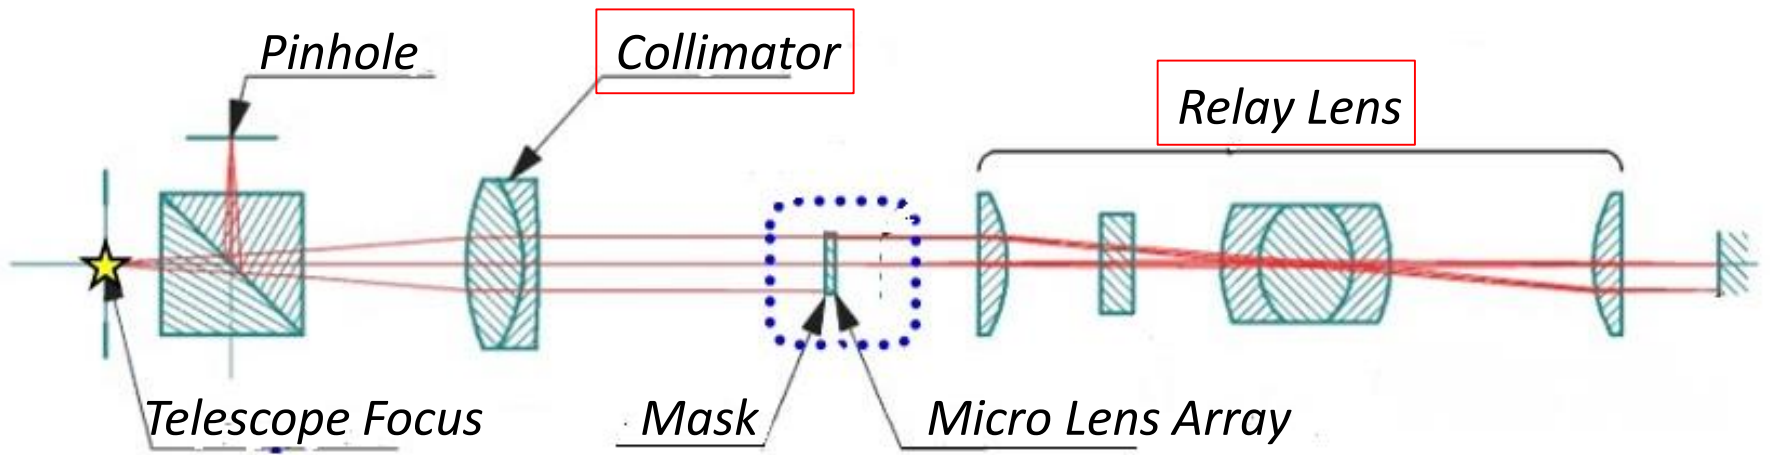 Pinhole
Collimator
Relay Lens
Telescope Focus
Mask
Micro Lens Array